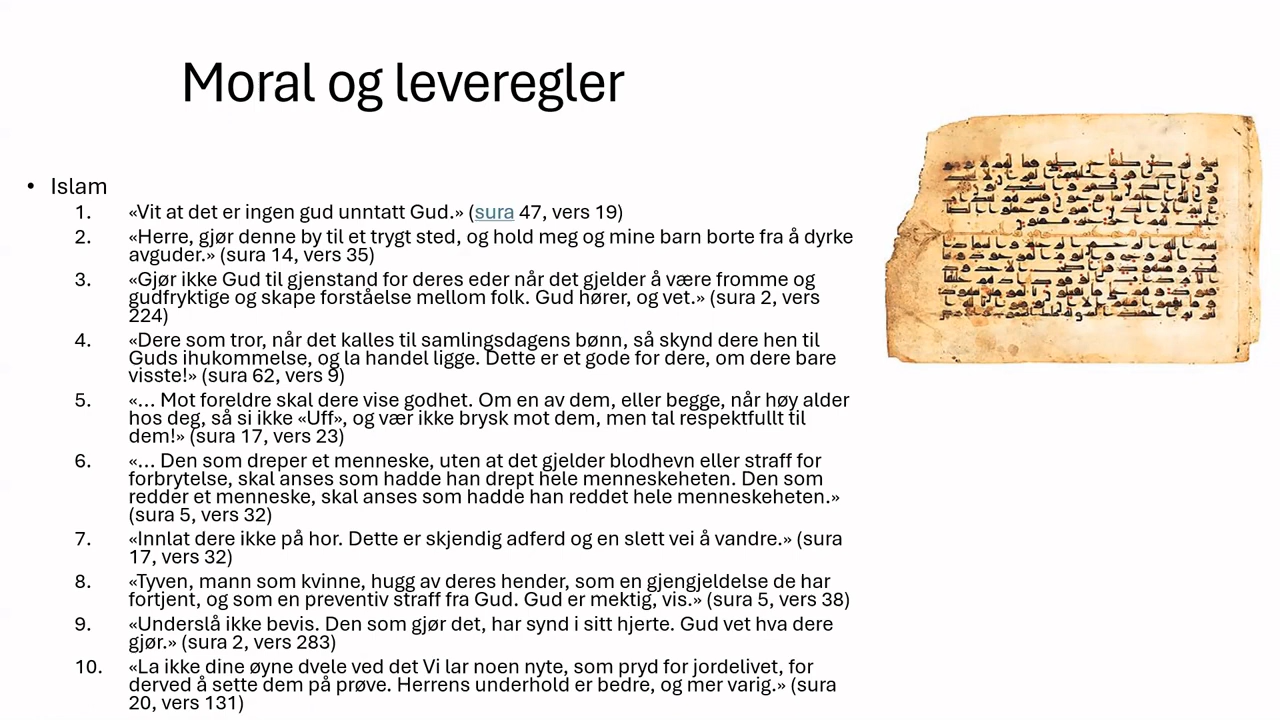 Moral og leveregler
• Islam
1. «Vit at det er ingen gud unntatt Gud.» (sura 47, vers 19)
2. «Herre, gjør denne by til et trygt sted, og hold meg og mine barn borte fra å dyrke
avguder.» (sura 14, vers 35)
3. «Gjør ikke Gud til gjenstand for deres eder når det gjelder å være fromme og
gudfryktige og skape forståelse mellom folk. Gud hører, og vet.» (sura 2, vers
224)
4. «Dere som tror, når det kalles til samlingsdagens bønn, så skynd dere hen til
Guds ihukommelse, og la handel ligge. Dette er et gode for dere, om dere bare
visste!» (sura 62, vers 9)
5. «... Mot foreldre skal dere vise godhet. Om en av dem, eller begge, når høy alder
hos deg, så si ikke «Uff», og vær ikke brysk mot dem, men tal respektfullt til
dem!» (sura 17, vers 23)
6. «... Den som dreper et menneske, uten at det gjelder blodhevn eller straff for
forbrytelse, skal anses som hadde han drept hele menneskeheten. Den som
redder et menneske, skal anses som hadde han reddet hele menneskeheten.»
(sura 5, vers 32)
7. «Innlat dere ikke på hor. Dette er skjendig adferd og en slett vei å vandre.» (sura
17, vers 32)
8. «Tyven, mann som kvinne, hugg av deres hender, som en gjengjeldelse de har
fortjent, og som en preventiv straff fra Gud. Gud er mektig, vis.» (sura 5, vers 38)
9. «Underslå ikke bevis. Den som gjør det, har synd i sitt hjerte. Gud vet hva dere
gjør.» (sura 2, vers 283)
10. «La ikke dine øyne dvele ved det Vi lar noen nyte, som pryd for jordelivet, for
derved å sette dem på prøve. Herrens underhold er bedre, og mer varig.» (sura
20, vers 131)